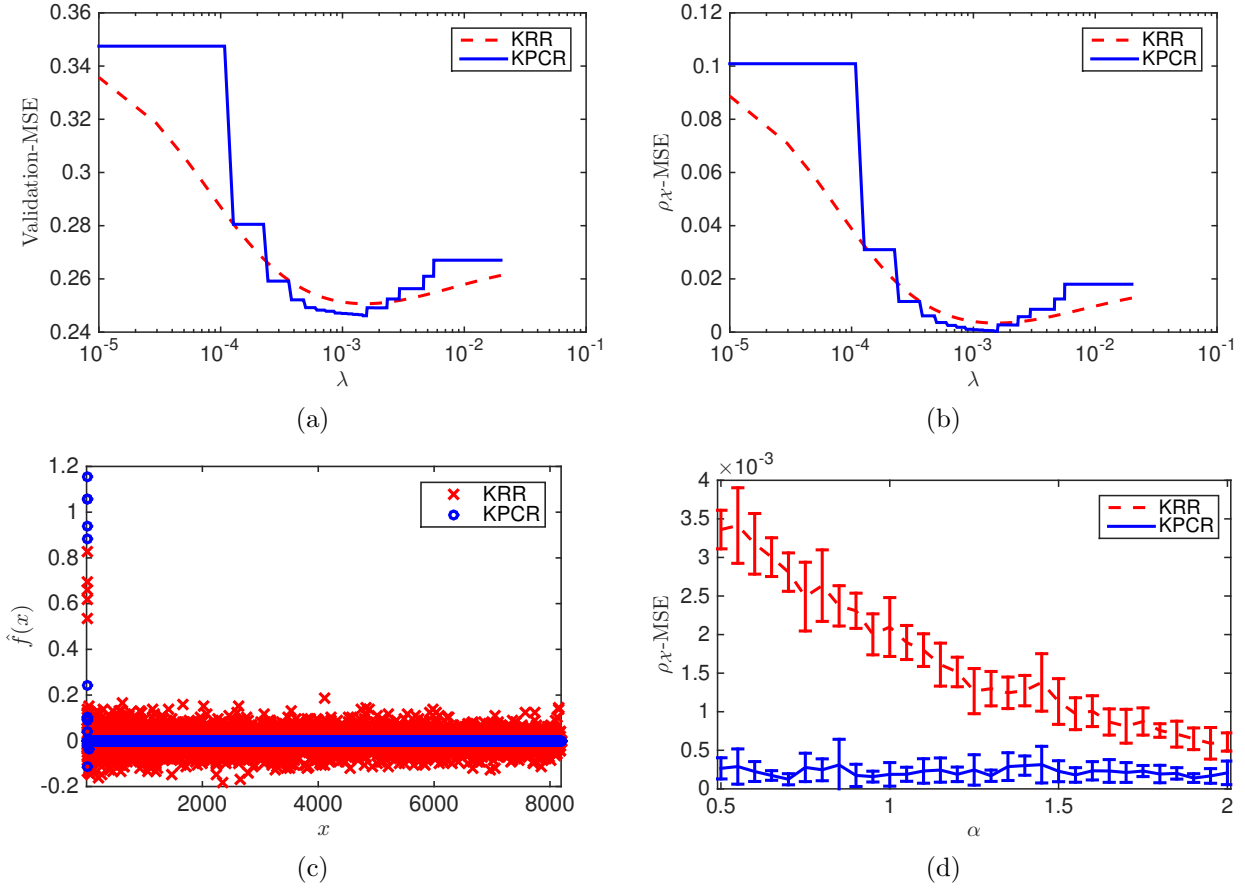 0.36
0.34
0.32
0.3
0.28
0.26
0.24
Validation-MSE
10^-5
10^-4
10^-3
10^-2
10^-1
λ
KRR
KPCR
(a)
0.12
0.1
0.08
0.06
0.04
0.02
0
ρ_𝒳-MSE
10^-5
10^-4
10^-3
10^-2
10^-1
λ
KRR
KPCR
(b)
1.2
1
0.8
0.6
0.4
0.2
0
-0.2
f̂(x)
2000
4000
6000
8000
x
KRR
KPCR
(c)
×10^-3
4
3.5
3
2.5
2
1.5
1
0.5
0
ρ_𝒳-MSE
0.5
1
1.5
2
α
KRR
KPCR
(d)